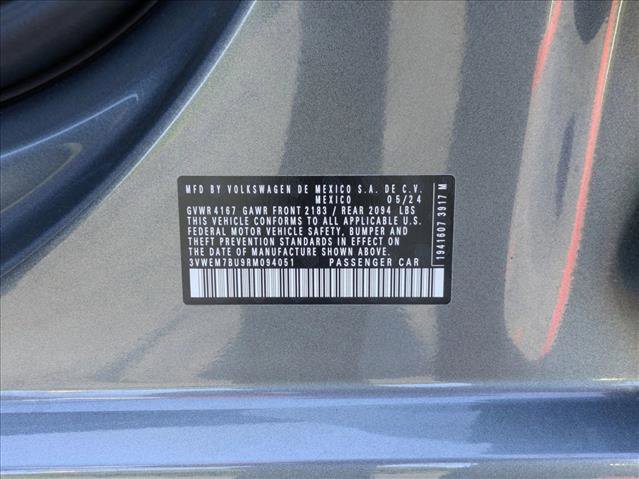 MFD BY VOLKSWAGEN DE MEXICO S.A. DE C.V.
MEXICO 05/24
GVWR 4167 GAWR FRONT 2183 / REAR 2094 LBS
THIS VEHICLE CONFORMS TO ALL APPLICABLE U.S.
FEDERAL MOTOR VEHICLE SAFETY, BUMPER AND
THEFT PREVENTION STANDARDS IN EFFECT ON
THE DATE OF MANUFACTURE SHOWN ABOVE.
3VWEM7BU9RM094051 PASSENGER CAR
1941607 3917 M